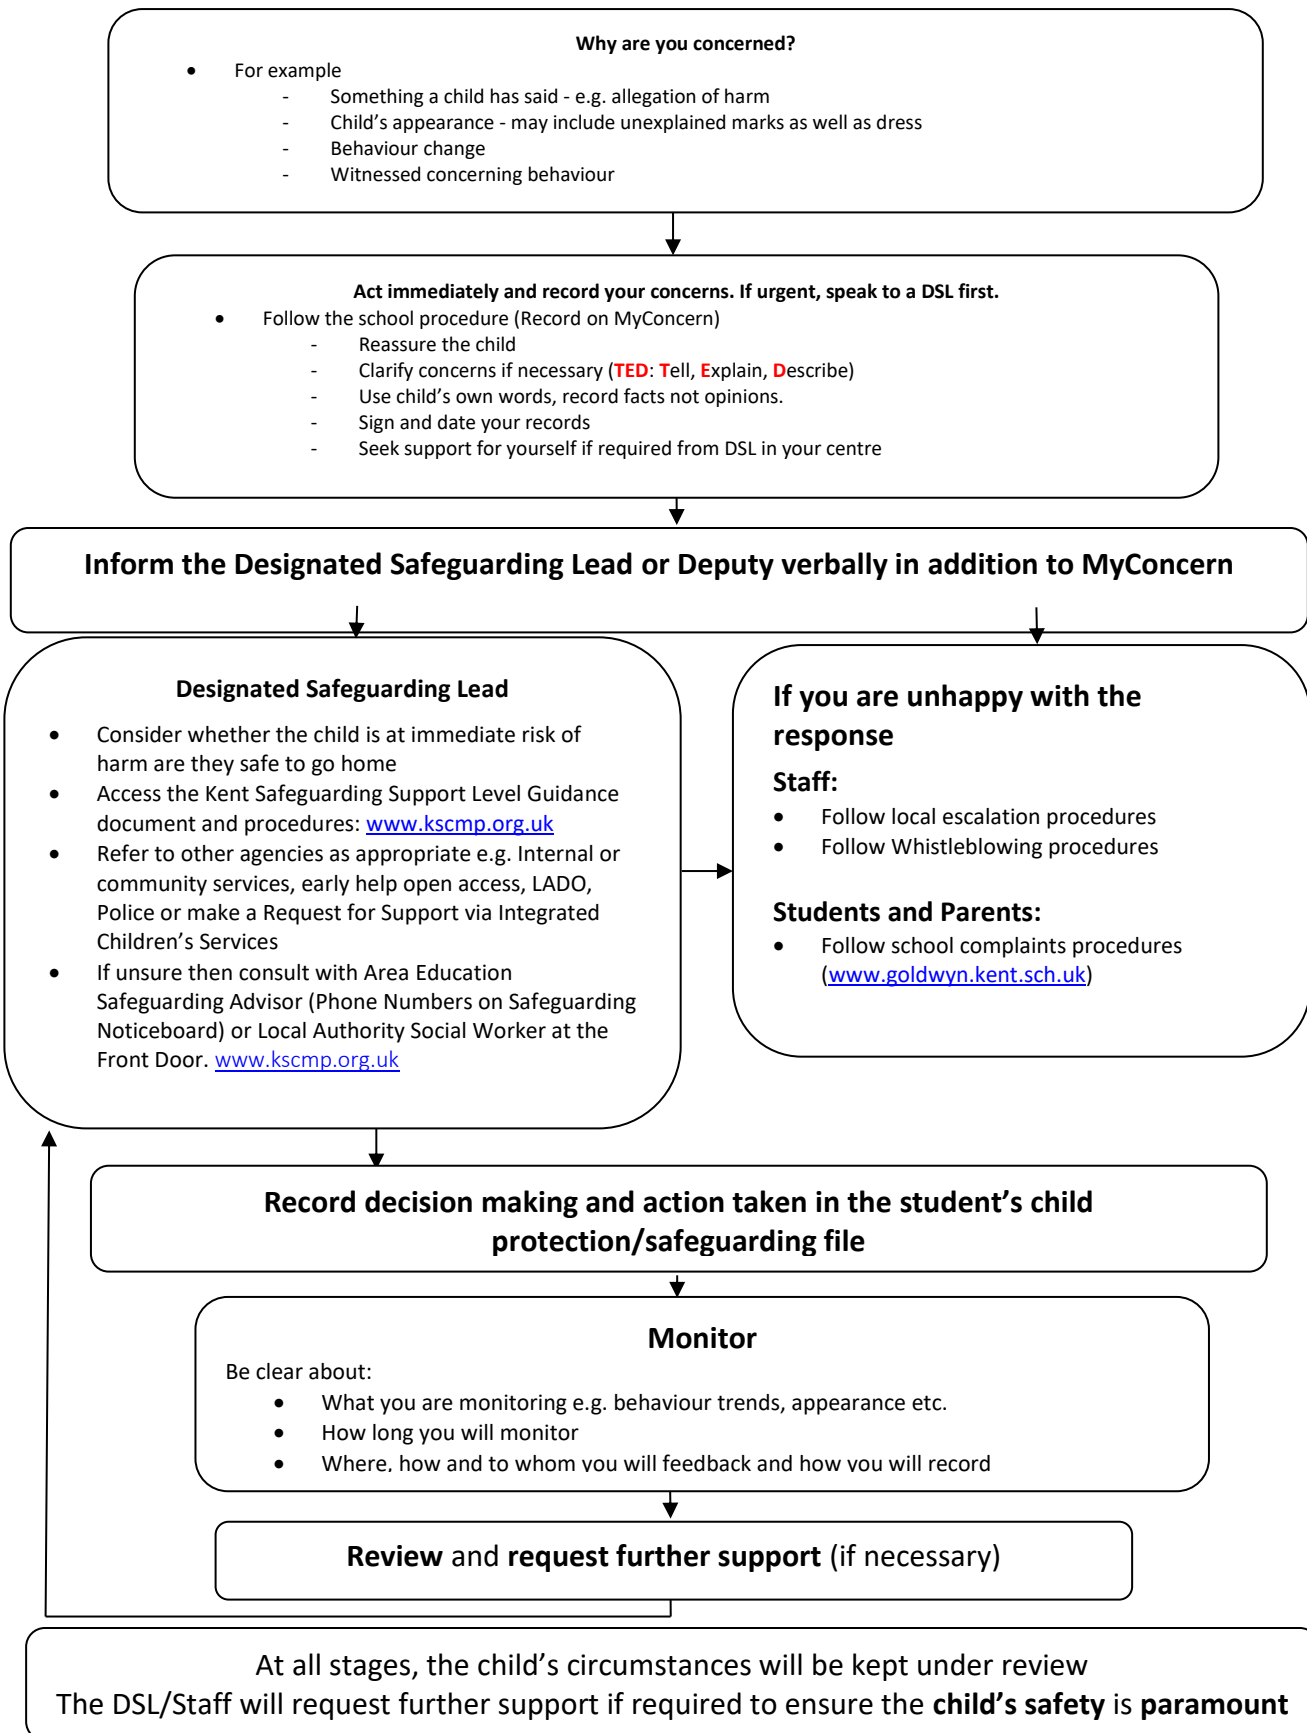 Why are you concerned?
• For example
- Something a child has said - e.g. allegation of harm
- Child's appearance - may include unexplained marks as well as dress
- Behaviour change
- Witnessed concerning behaviour
Act immediately and record your concerns. If urgent, speak to a DSL first.
• Follow the school procedure (Record on MyConcern)
- Reassure the child
- Clarify concerns if necessary (TED: Tell, Explain, Describe)
- Use child's own words, record facts not opinions.
- Sign and date your records
- Seek support for yourself if required from DSL in your centre
Inform the Designated Safeguarding Lead or Deputy verbally in addition to MyConcern
Designated Safeguarding Lead
• Consider whether the child is at immediate risk of
harm are they safe to go home
• Access the Kent Safeguarding Support Level Guidance
document and procedures: www.kscmp.org.uk
• Refer to other agencies as appropriate e.g. Internal or
community services, early help open access, LADO,
Police or make a Request for Support via Integrated
Children's Services
• If unsure then consult with Area Education
Safeguarding Advisor (Phone Numbers on Safeguarding
Noticeboard) or Local Authority Social Worker at the
Front Door. www.kscmp.org.uk
If you are unhappy with the
response
Staff:
• Follow local escalation procedures
• Follow Whistleblowing procedures
Students and Parents:
• Follow school complaints procedures
(www.goldwyn.kent.sch.uk)
Record decision making and action taken in the student's child
protection/safeguarding file
Monitor
Be clear about:
• What you are monitoring e.g. behaviour trends, appearance etc.
• How long you will monitor
• Where, how and to whom you will feedback and how you will record
Review and request further support (if necessary)
At all stages, the child's circumstances will be kept under review
The DSL/Staff will request further support if required to ensure the child's safety is paramount